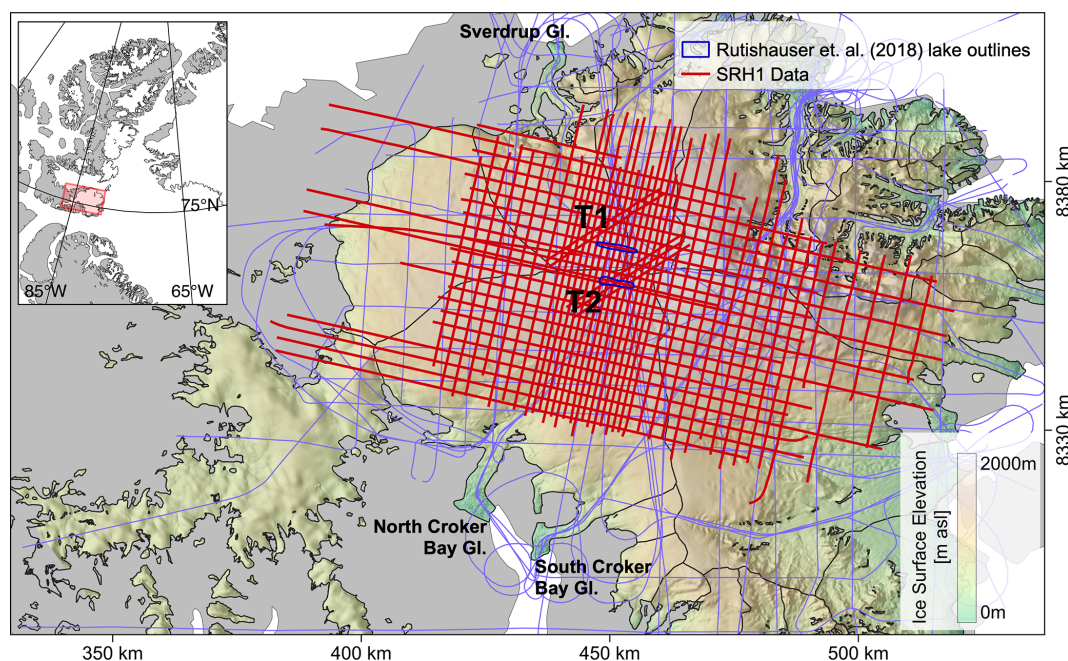 Sverdrup Gl.
Rutishauser et. al. (2018) lake outlines
SRH1 Data
75°N
85°W
65°W
T1
T2
8380 km
8330 km
North Croker
Bay Gl.
South Croker
Bay Gl.
Ice Surface Elevation
[m asl]
2000m
0m
350 km
400 km
450 km
500 km